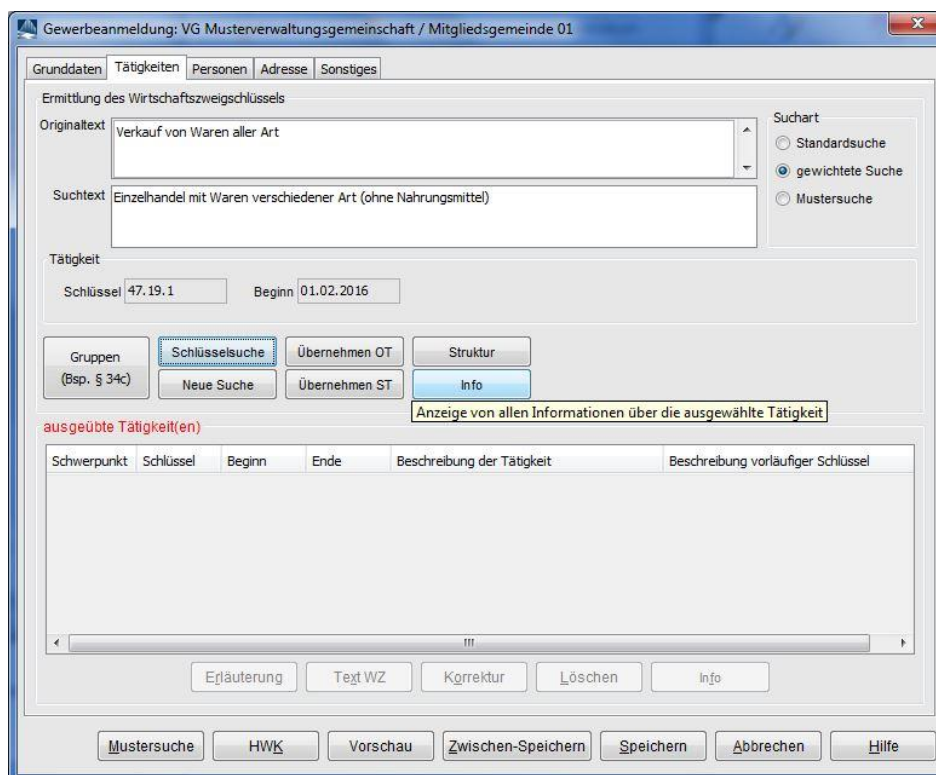 Gewerbeanmeldung: VG Musterverwaltungsgemeinschaft / Mitgliedsgemeinde 01
Grunddaten Tätigkeiten Personen Adresse Sonstiges
Ermittlung des Wirtschaftszweigschlüssels
Originaltext Verkauf von Waren aller Art
Suchart
Standardsuche
gewichtete Suche
Mustersuche
Suchtext Einzelhandel mit Waren verschiedener Art (ohne Nahrungsmittel)
Tätigkeit
Schlüssel 47.19.1 Beginn 01.02.2016
Gruppen
(Bsp. § 34c)
Schlüsselsuche Übernehmen OT Struktur
Neue Suche Übernehmen ST Info
Anzeige von allen Informationen über die ausgewählte Tätigkeit
ausgeübte Tätigkeit(en)
Schwerpunkt Schlüssel Beginn Ende Beschreibung der Tätigkeit Beschreibung vorläufiger Schlüssel
Erläuterung Text WZ Korrektur Löschen Info
Mustersuche HWK Vorschau Zwischen-Speichern Speichern Abbrechen Hilfe